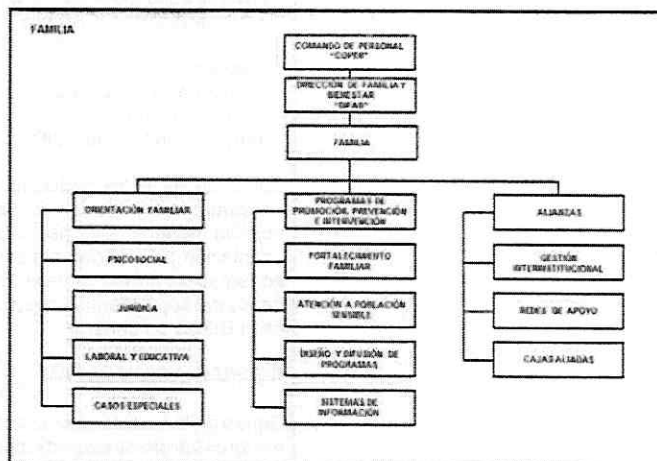 FAMILIA
COMANDO DE PERSONAL
"COPER"
DIRECCIÓN DE FAMILIA Y
BIENESTAR
"DIFAB"
FAMILIA
ORIENTACIÓN FAMILIAR
PSICOSOCIAL
JURÍDICA
LABORAL Y EDUCATIVA
CASOS ESPECIALES
PROGRAMAS DE
PROMOCIÓN, PREVENCIÓN
E INTERVENCIÓN
FORTALECIMIENTO
FAMILIAR
ATENCIÓN A POBLACIÓN
SENSIBLE
DISEÑO Y DIFUSIÓN DE
PROGRAMAS
SISTEMAS DE
INFORMACIÓN
ALIANZAS
GESTIÓN
INTERINSTITUCIONAL
REDES DE APOYO
CAJAS ALIADAS